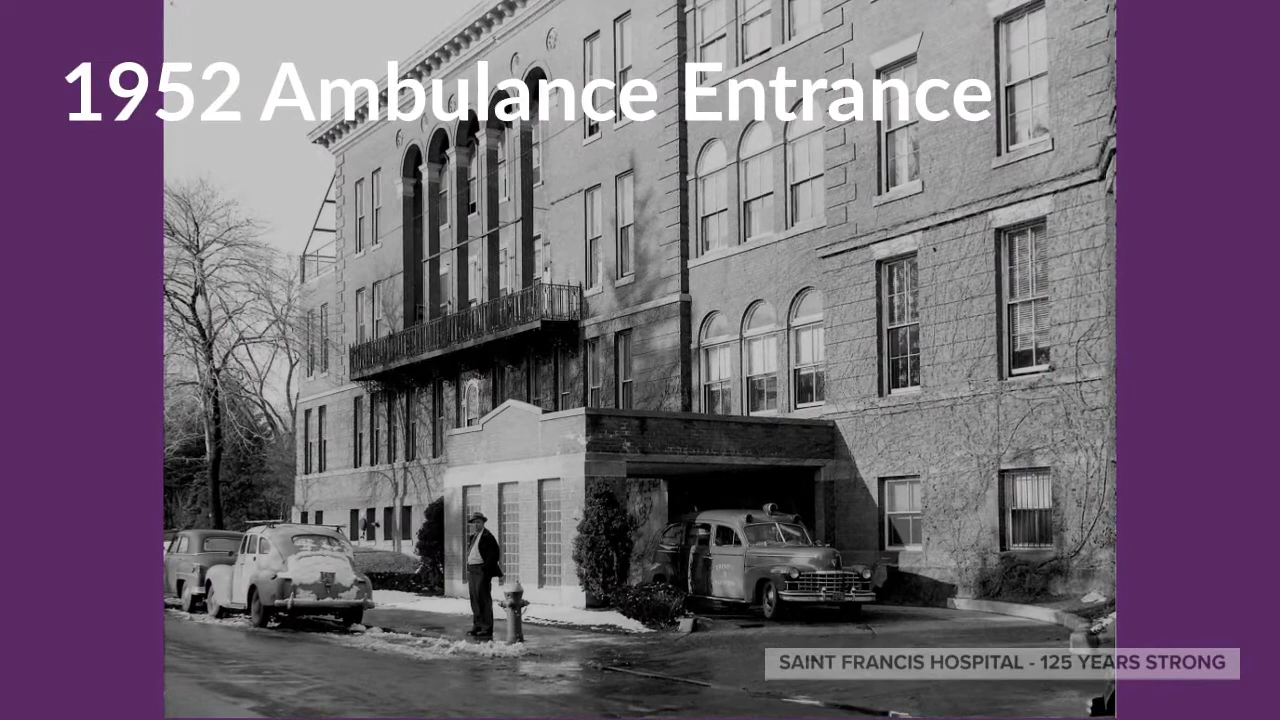 1952 Ambulance Entrance
SAINT FRANCIS HOSPITAL - 125 YEARS STRONG